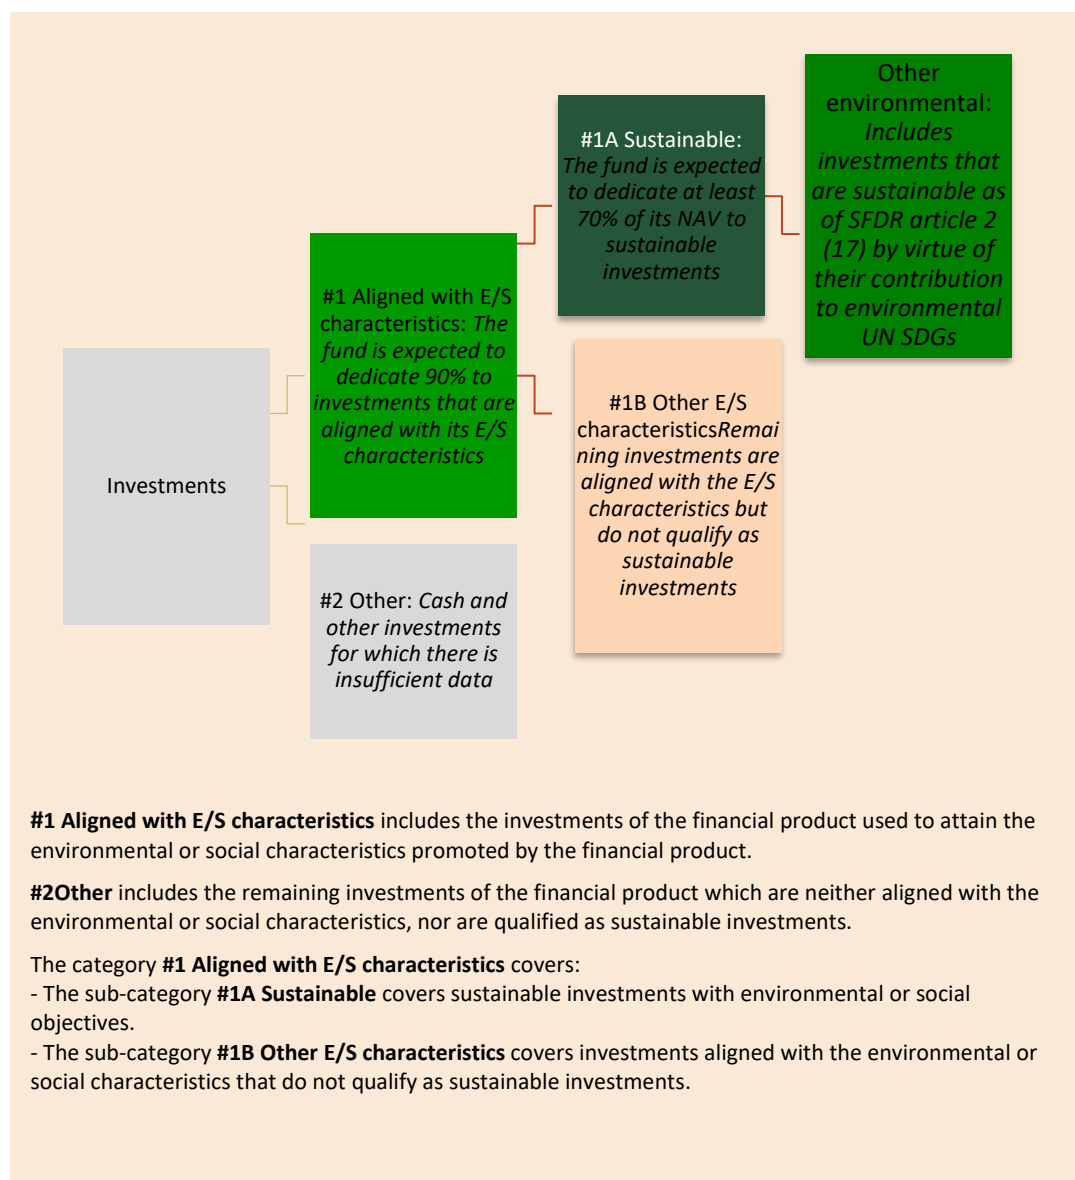 Investments
#1 Aligned with E/S
characteristics: The
fund is expected to
dedicate 90% to
investments that are
aligned with its E/S
characteristics
#2 Other: Cash and
other investments
for which there is
insufficient data
#1A Sustainable:
The fund is expected
to dedicate at least
70% of its NAV to
sustainable
investments
#1B Other E/S
characteristicsRemai
ning investments are
aligned with the E/S
characteristics but
do not qualify as
sustainable
investments
Other
environmental:
Includes
investments that
are sustainable as
of SFDR article 2
(17) by virtue of
their contribution
to environmental
UN SDGs
#1 Aligned with E/S characteristics includes the investments of the financial product used to attain the
environmental or social characteristics promoted by the financial product.
#2Other includes the remaining investments of the financial product which are neither aligned with the
environmental or social characteristics, nor are qualified as sustainable investments.
The category #1 Aligned with E/S characteristics covers:
- The sub-category #1A Sustainable covers sustainable investments with environmental or social
objectives.
- The sub-category #1B Other E/S characteristics covers investments aligned with the environmental or
social characteristics that do not qualify as sustainable investments.